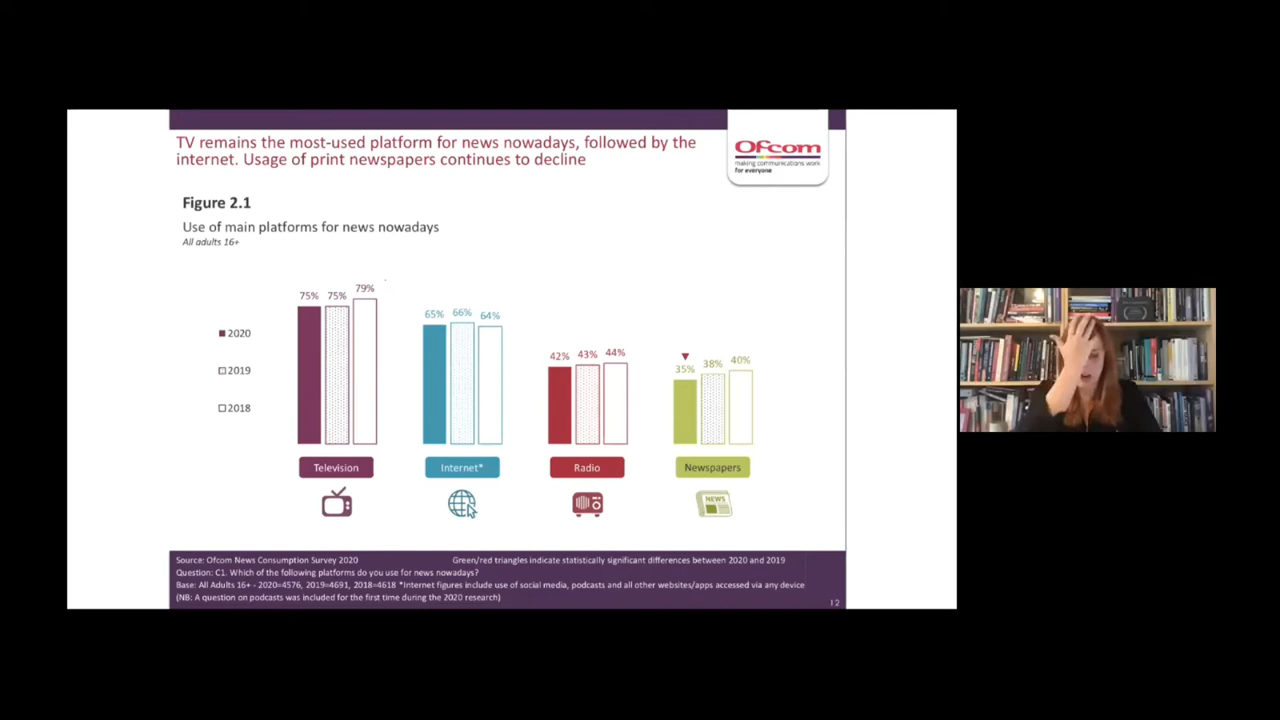 TV remains the most-used platform for news nowadays, followed by the
internet. Usage of print newspapers continues to decline
Ofcom
making communications work
for everyone
Figure 2.1
Use of main platforms for news nowadays
All adults 16+
2020
2019
2018
75% 75% 79%
65% 66% 64%
42% 43% 44%
35% 38% 40%
Television
Internet*
Radio
Newspapers
NEWS
Source: Ofcom News Consumption Survey 2020
Green/red triangles indicate statistically significant differences between 2020 and 2019
Question: C1. Which of the following platforms do you use for news nowadays?
Base: All Adults 16+ - 2020=4576, 2019=4691, 2018=4618 *Internet figures include use of social media, podcasts and all other websites/apps accessed via any device
(NB: A question on podcasts was included for the first time during the 2020 research)
12